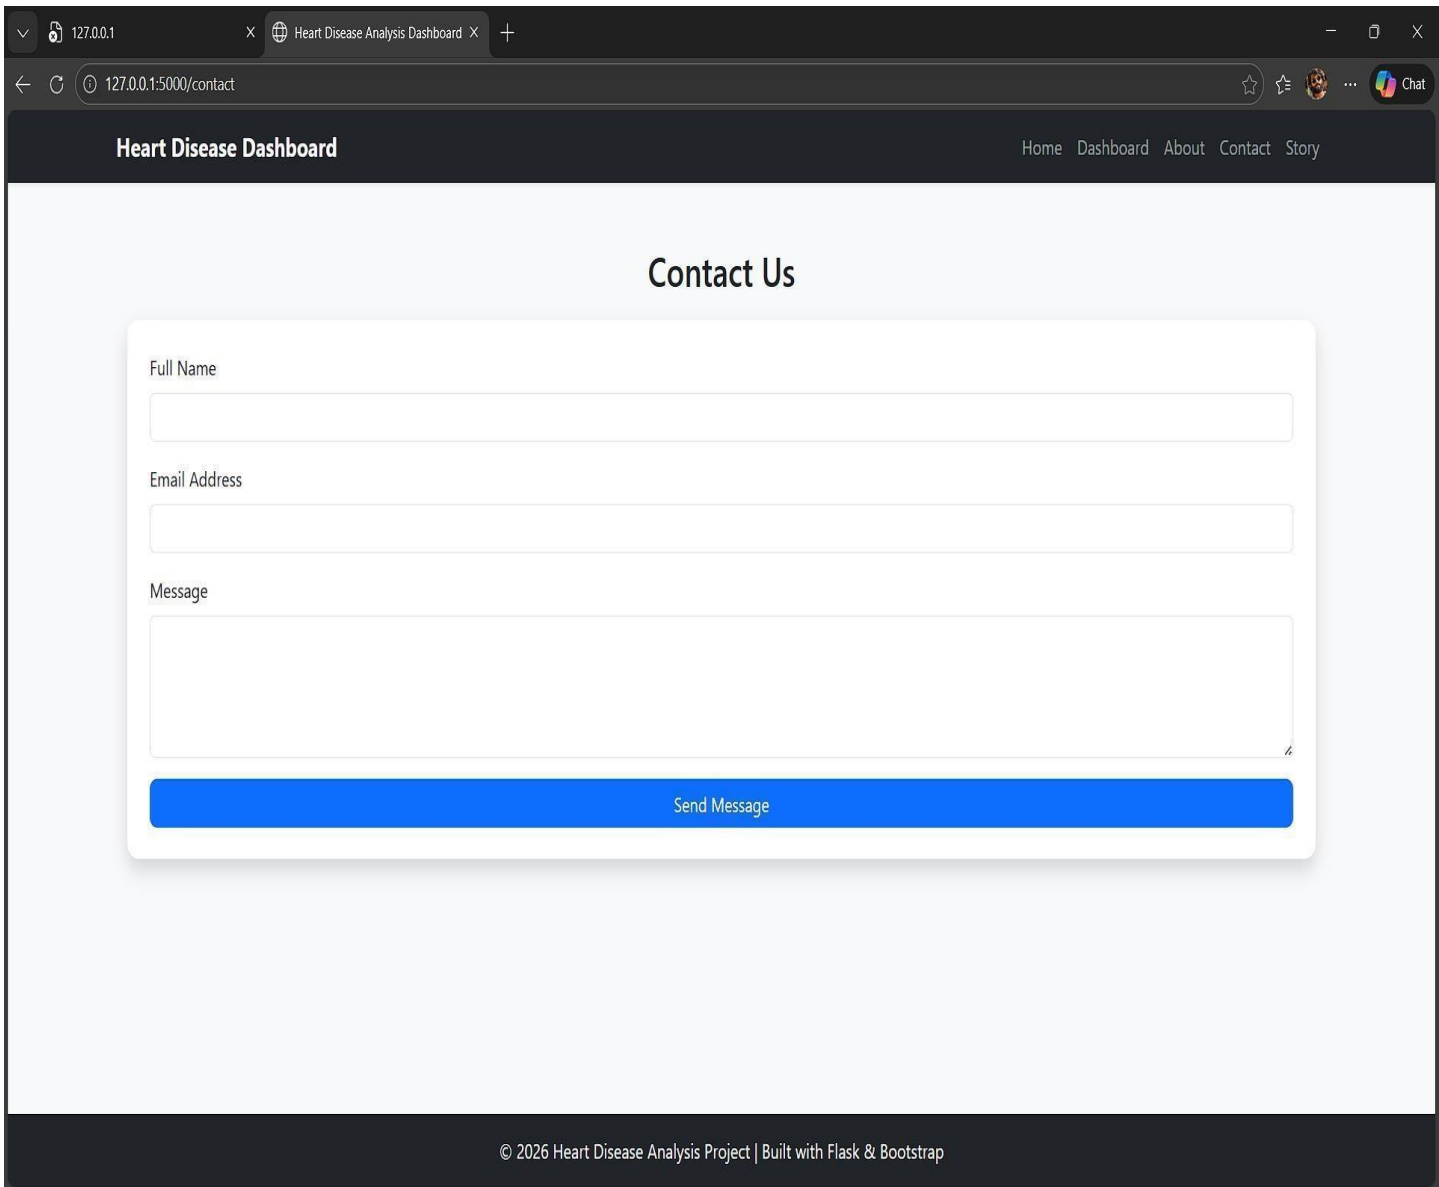 127.0.0.1
Heart Disease Analysis Dashboard
127.0.0.1:5000/contact
Chat
Heart Disease Dashboard
Home Dashboard About Contact Story
Contact Us
Full Name
Email Address
Message
Send Message
© 2026 Heart Disease Analysis Project | Built with Flask & Bootstrap